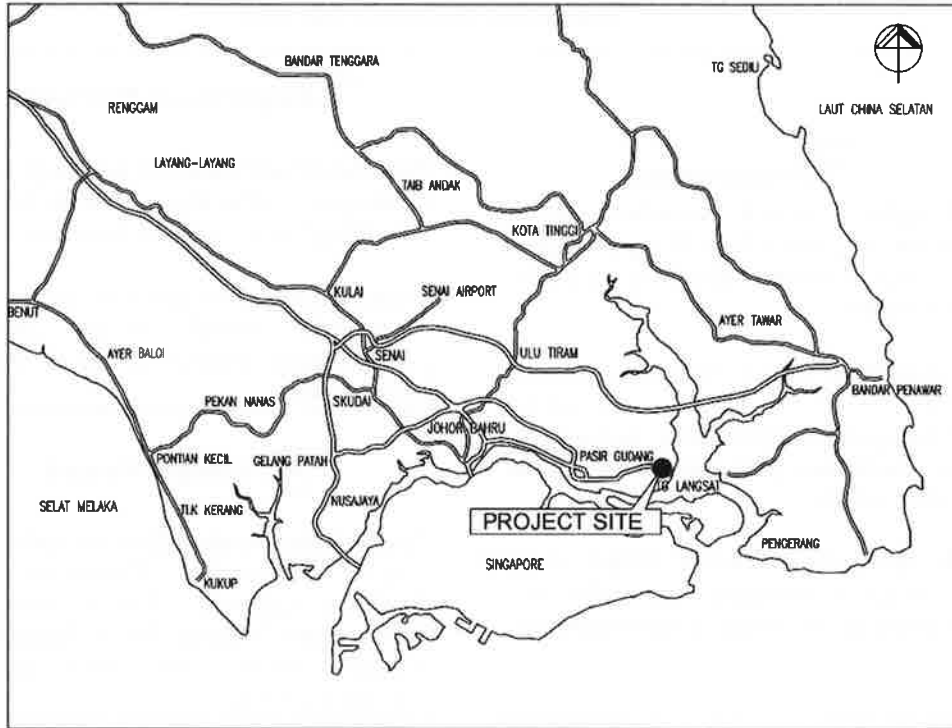 BANDAR TENGGARA
TG SEDILI
RENGGAM
LAUT CHINA SELATAN
LAYANG-LAYANG
TAIB ANDAK
KOTA TINGGI
KULAI
SENAI AIRPORT
BENUT
AYER TAWAR
AYER BALOI
SENAI
ULU TIRAM
BANDAR PENAWAR
PEKAN NANAS
SKUDAI
JOHOR BAHRU
PONTIAN KECIL
GELANG PATAH
PASIR GUDANG
TG LANGSAT
SELAT MELAKA
TLK KERANG
NUSAJAYA
PROJECT SITE
PENGERANG
SINGAPORE
KUKUP